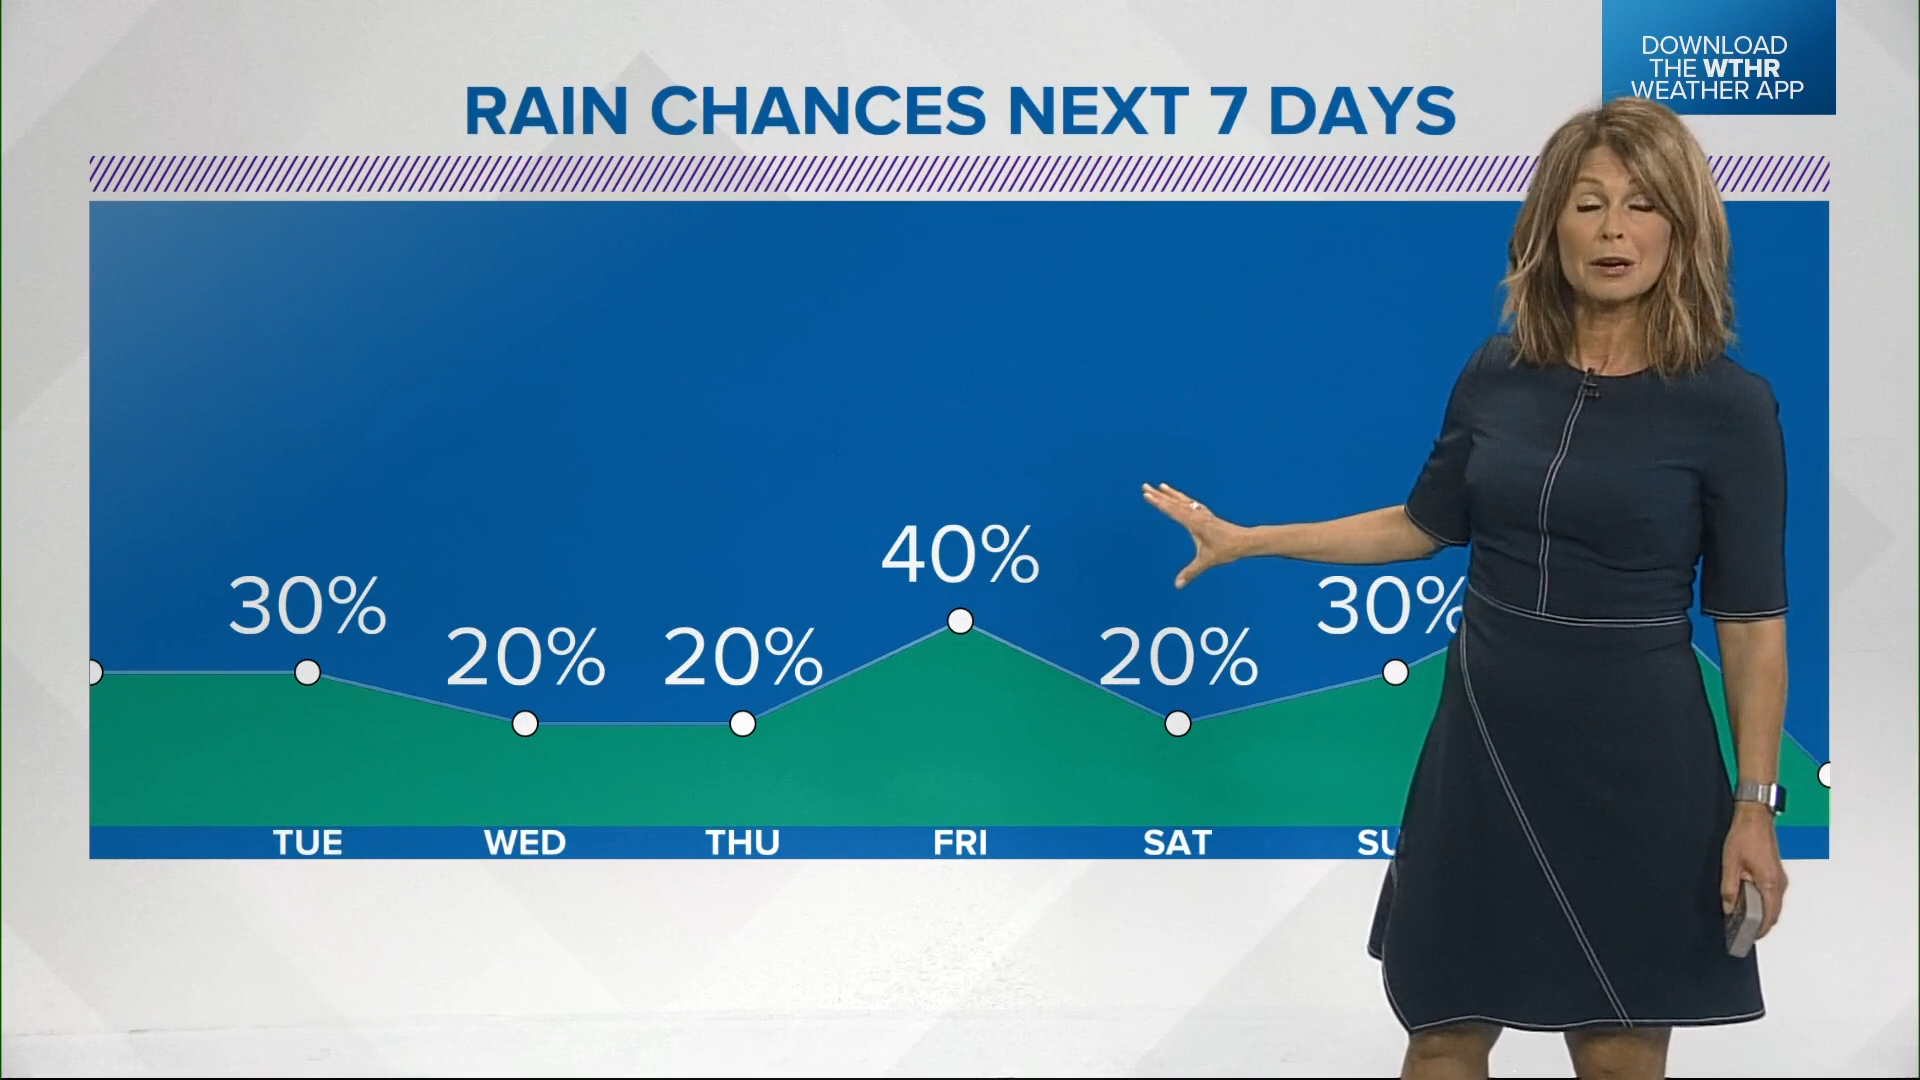 DOWNLOAD
THE WTHR
WEATHER APP
RAIN CHANCES NEXT 7 DAYS
30% 20% 20% 40% 20% 30%
TUE WED THU FRI SAT